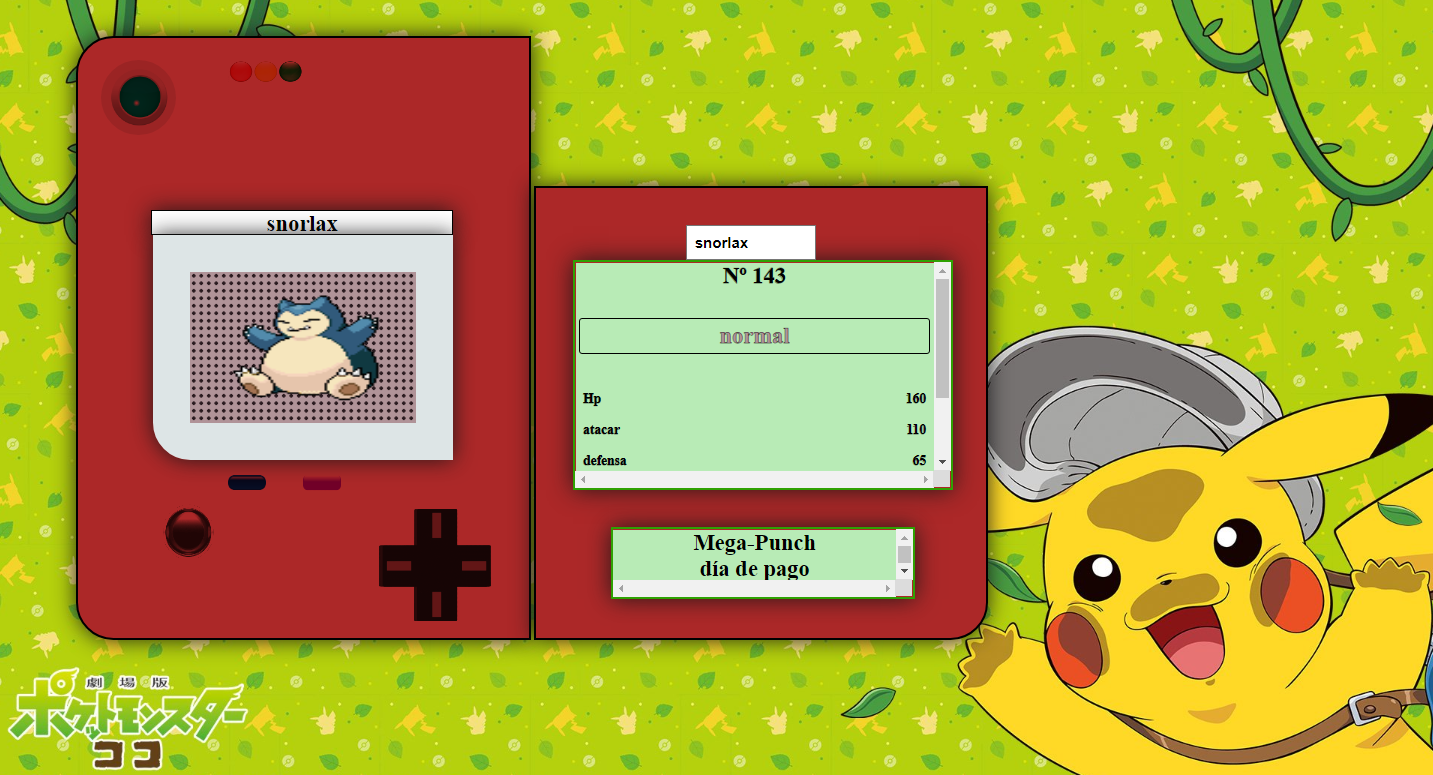 snorlax
snorlax
Nº 143
normal
Hp 160
atacar 110
defensa 65
Mega-Punch
día de pago
劇場版
ポケットモンスター
ココ